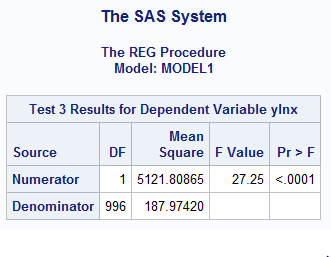 The SAS System
The REG Procedure
Model: MODEL1
Test 3 Results for Dependent Variable ylnx
Source DF Mean Square F Value Pr > F
Numerator 1 5121.80865 27.25 <.0001
Denominator 996 187.97420